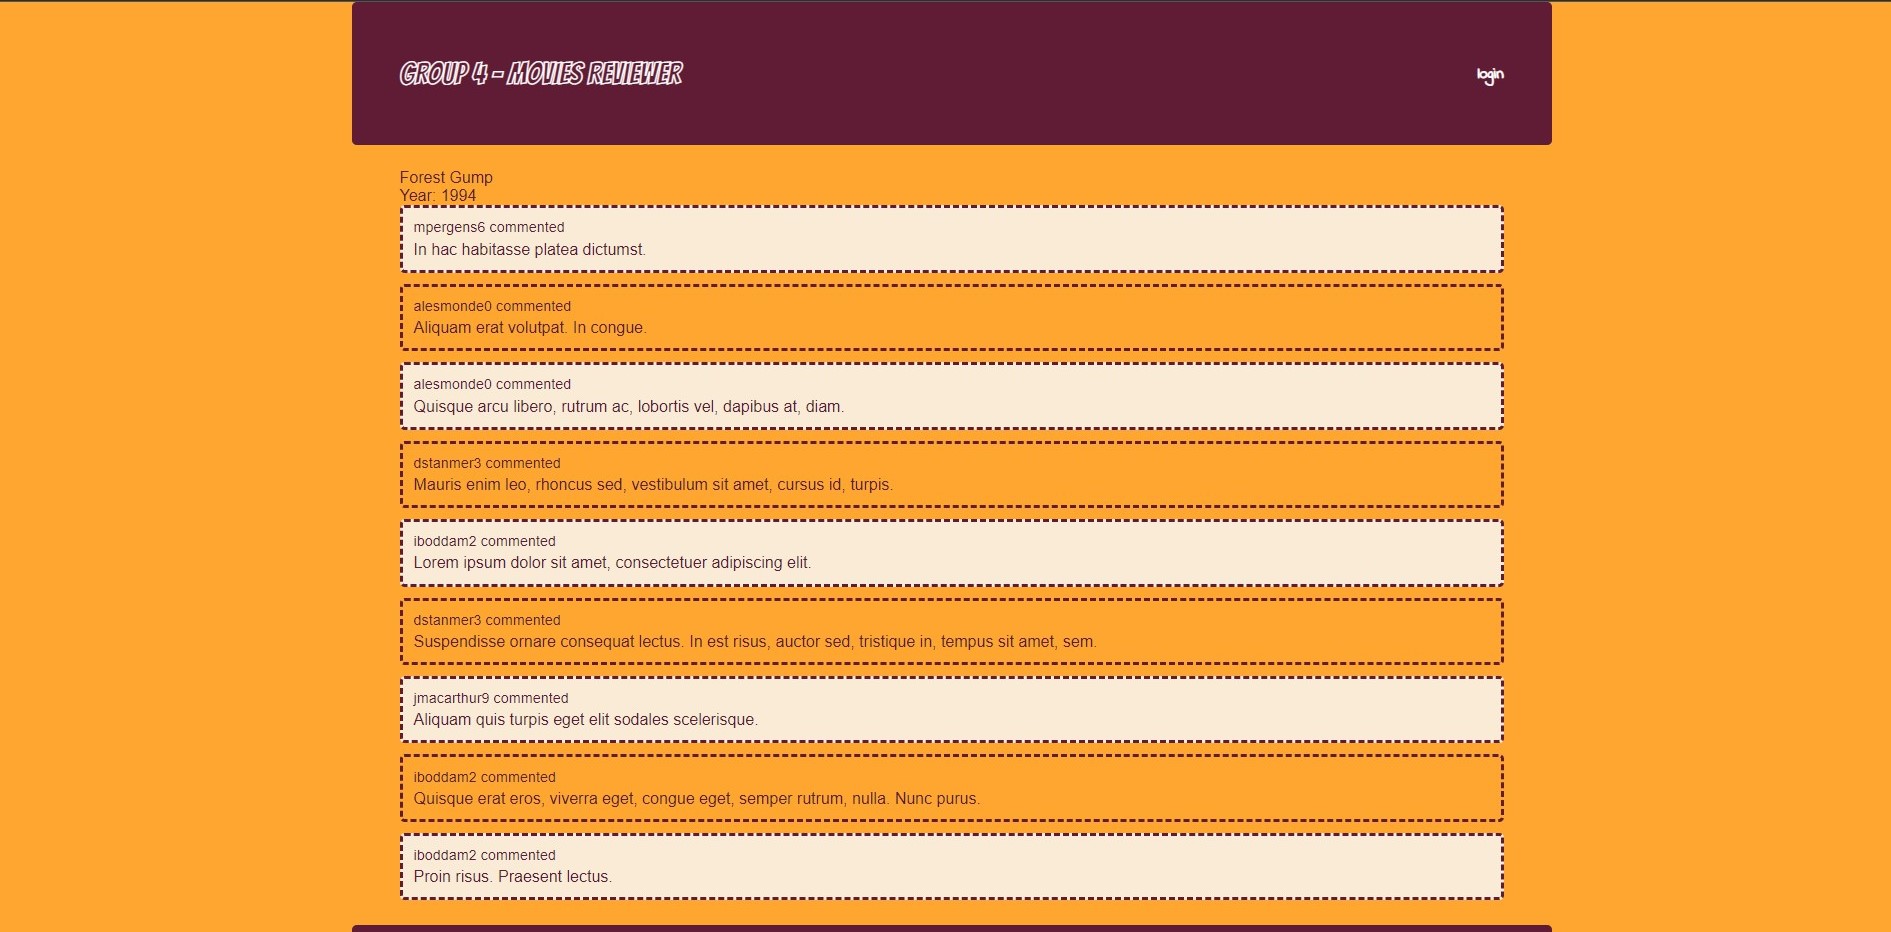 GROUP 4 - MOVIES REVIEWER
login
Forest Gump
Year: 1994
mpergens6 commented
In hac habitasse platea dictumst.
alesmonde0 commented
Aliquam erat volutpat. In congue.
alesmonde0 commented
Quisque arcu libero, rutrum ac, lobortis vel, dapibus at, diam.
dstanmer3 commented
Mauris enim leo, rhoncus sed, vestibulum sit amet, cursus id, turpis.
iboddam2 commented
Lorem ipsum dolor sit amet, consectetuer adipiscing elit.
dstanmer3 commented
Suspendisse ornare consequat lectus. In est risus, auctor sed, tristique in, tempus sit amet, sem.
jmacarthur9 commented
Aliquam quis turpis eget elit sodales scelerisque.
iboddam2 commented
Quisque erat eros, viverra eget, congue eget, semper rutrum, nulla. Nunc purus.
iboddam2 commented
Proin risus. Praesent lectus.